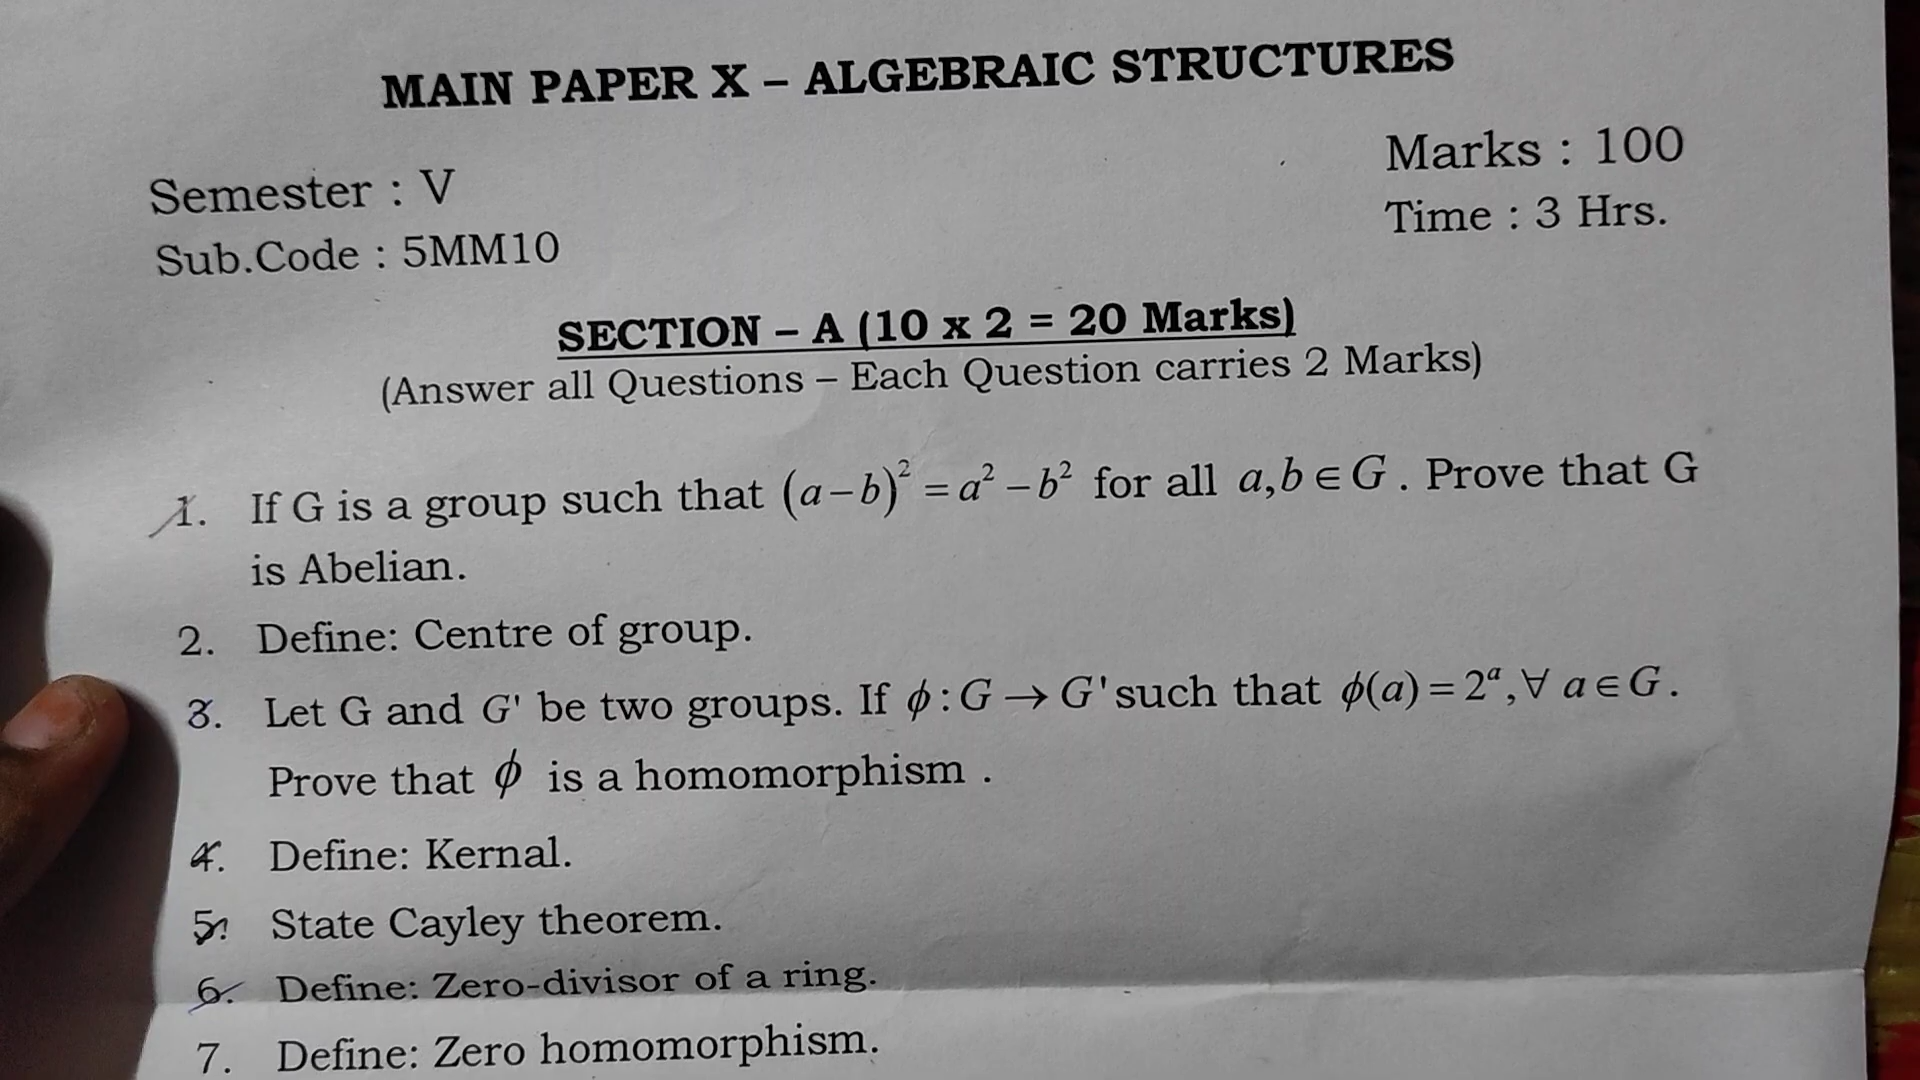 MAIN PAPER X – ALGEBRAIC STRUCTURES
Semester : V
Marks : 100
Sub.Code : 5MM10
Time : 3 Hrs.
SECTION – A (10 x 2 = 20 Marks)
(Answer all Questions – Each Question carries 2 Marks)
1. If G is a group such that (a−b)² = a² − b² for all a,b ∈ G. Prove that G
is Abelian.
2. Define: Centre of group.
3. Let G and G' be two groups. If ϕ : G → G' such that ϕ(a) = 2ᵃ, ∀ a ∈ G.
Prove that ϕ is a homomorphism .
4. Define: Kernal.
5. State Cayley theorem.
6. Define: Zero-divisor of a ring.
7. Define: Zero homomorphism.